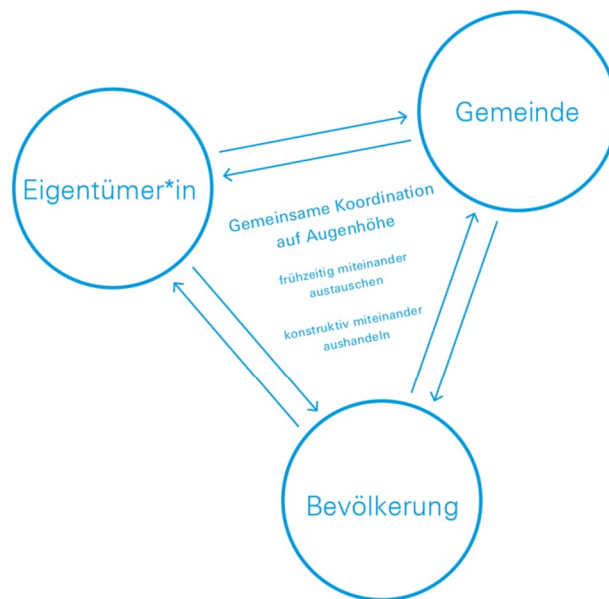 Gemeinde
Eigentümer*in
Gemeinsame Koordination
auf Augenhöhe
frühzeitig miteinander
austauschen
konstruktiv miteinander
aushandeln
Bevölkerung